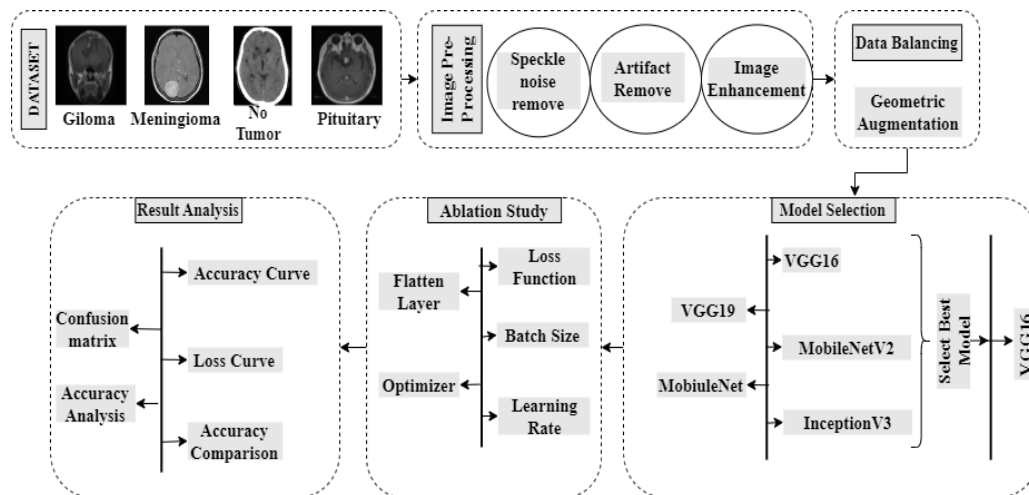 DATASET
Giloma
Meningioma
No
Tumor
Pituitary
Image Pre-
Processing
Speckle
noise
remove
Artifact
Remove
Image
Enhancement
Data Balancing
Geometric
Augmentation
Result Analysis
Accuracy Curve
Confusion
matrix
Loss Curve
Accuracy
Analysis
Accuracy
Comparison
Ablation Study
Loss
Function
Flatten
Layer
Batch Size
Optimizer
Learning
Rate
Model Selection
VGG16
VGG19
MobileNetV2
MobiuleNet
InceptionV3
Select Best
Model
VGG16